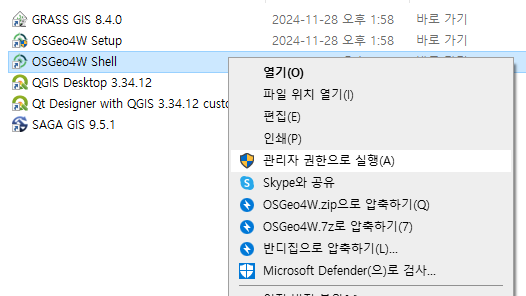 GRASS GIS 8.4.0 2024-11-28 오후 1:58 바로 가기
OSGeo4W Setup 2024-11-28 오후 1:58 바로 가기
OSGeo4W Shell
QGIS Desktop 3.34.12
Qt Designer with QGIS 3.34.12 custo
SAGA GIS 9.5.1
열기(O)
파일 위치 열기(I)
편집(E)
인쇄(P)
관리자 권한으로 실행(A)
Skype와 공유
OSGeo4W.zip으로 압축하기(Q)
OSGeo4W.7z로 압축하기(7)
반디집으로 압축하기(L)...
Microsoft Defender(으)로 검사...